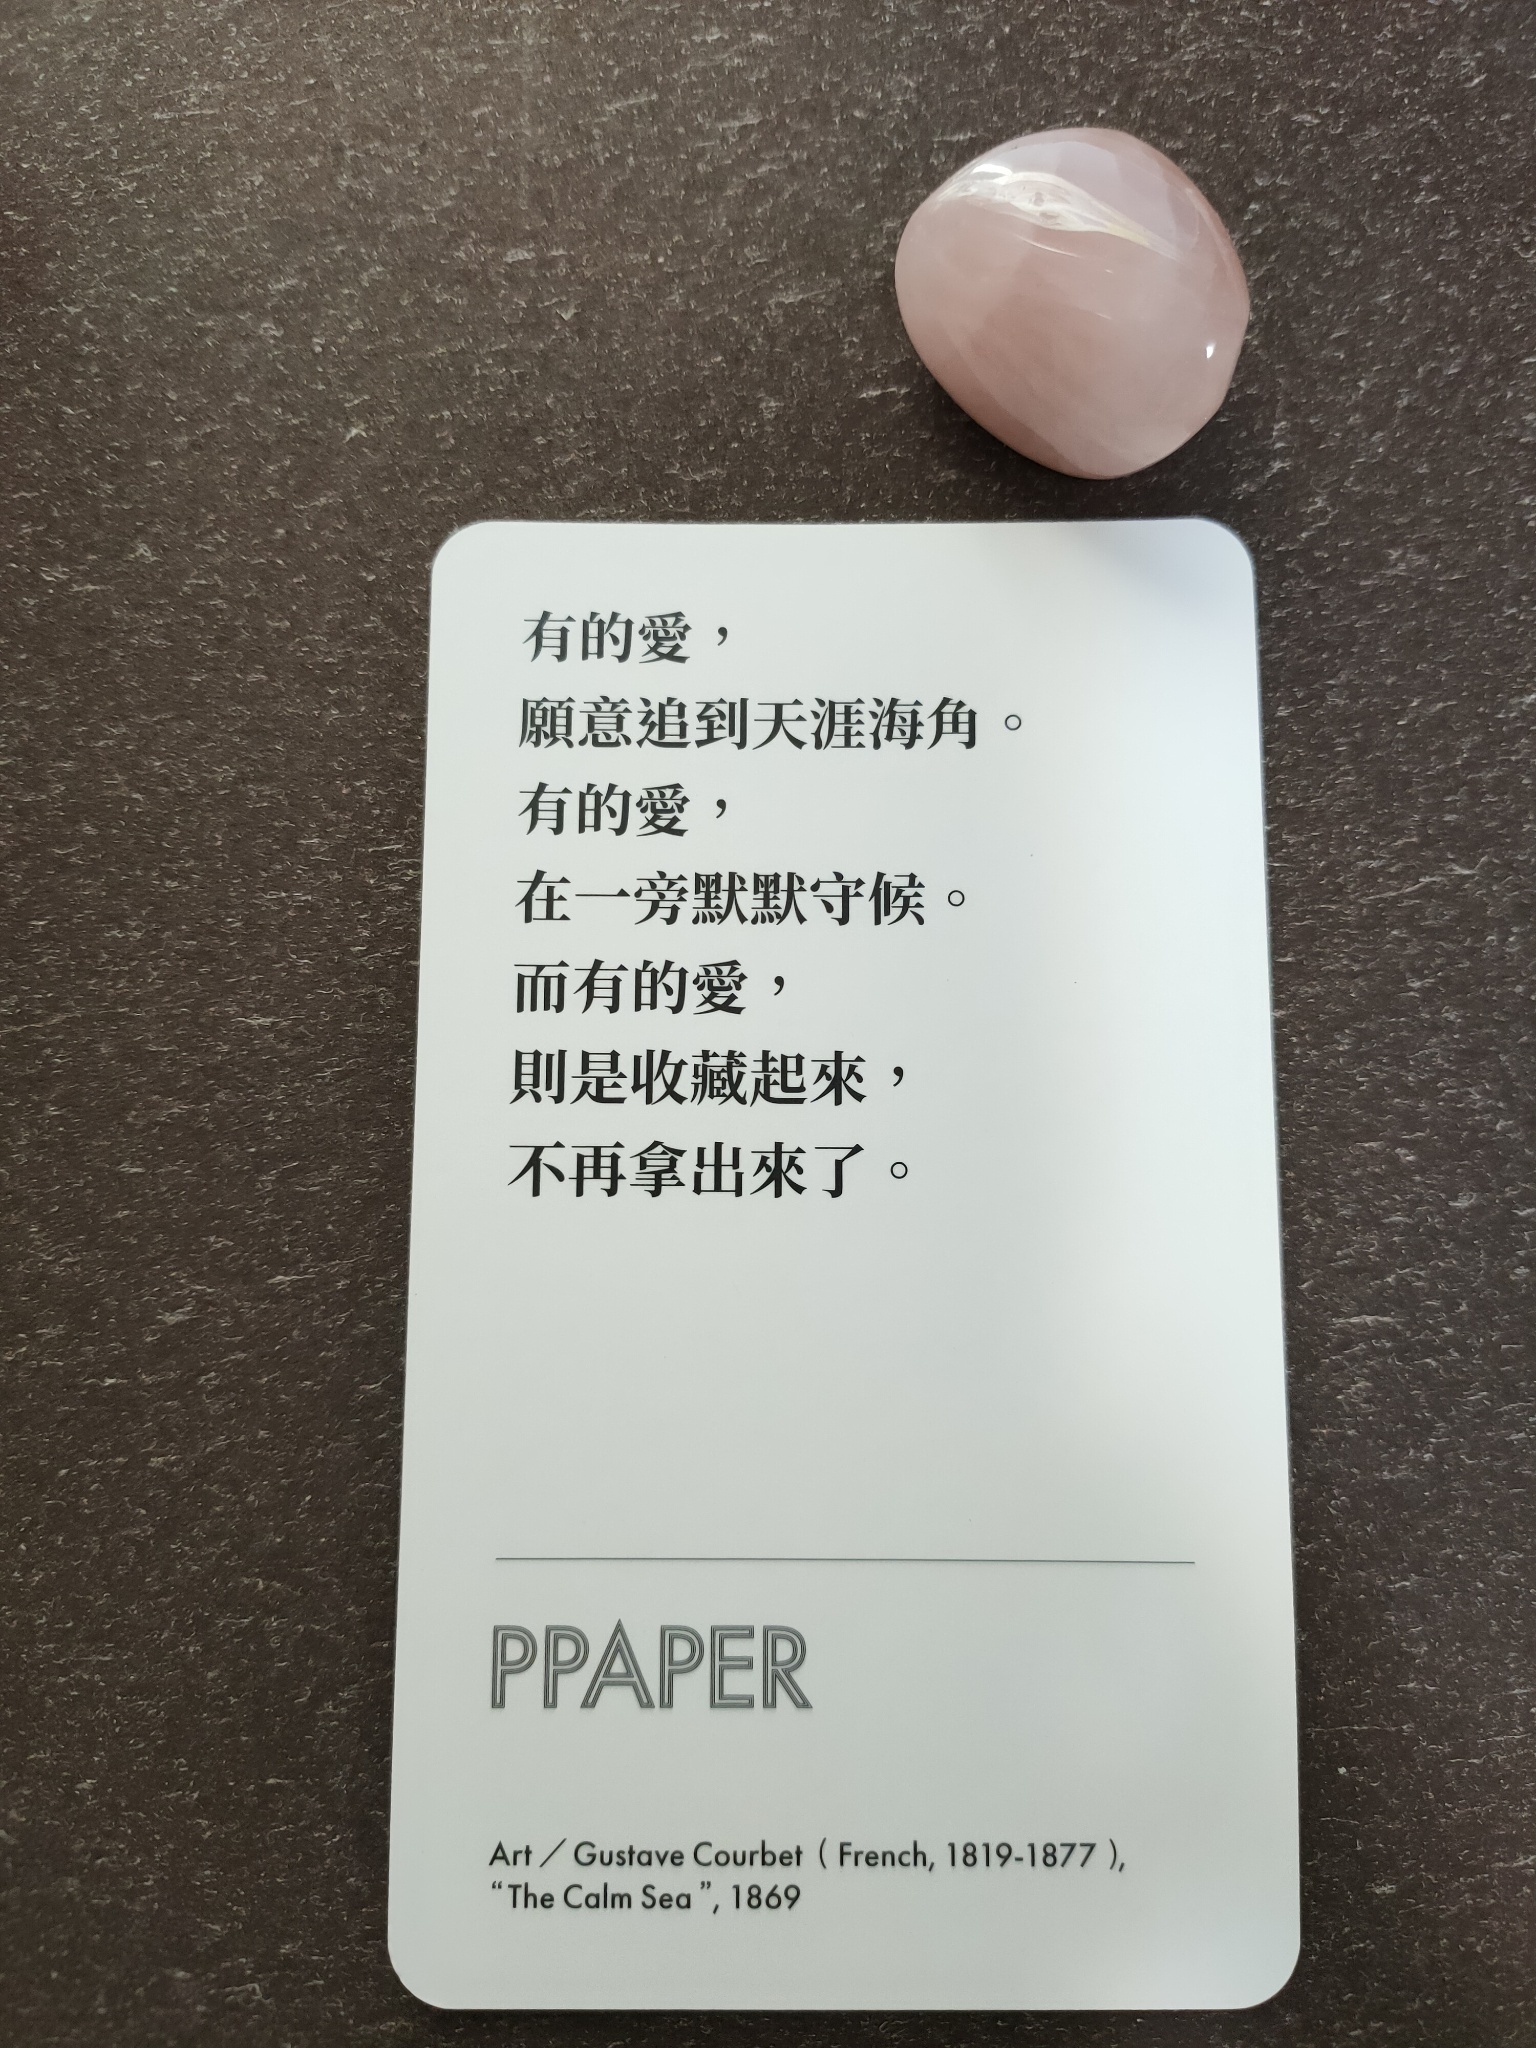 有的愛，
願意追到天涯海角。
有的愛，
在一旁默默守候。
而有的愛，
則是收藏起來，
不再拿出來了。
PPAPER
Art／Gustave Courbet（French, 1819-1877），
“The Calm Sea”, 1869